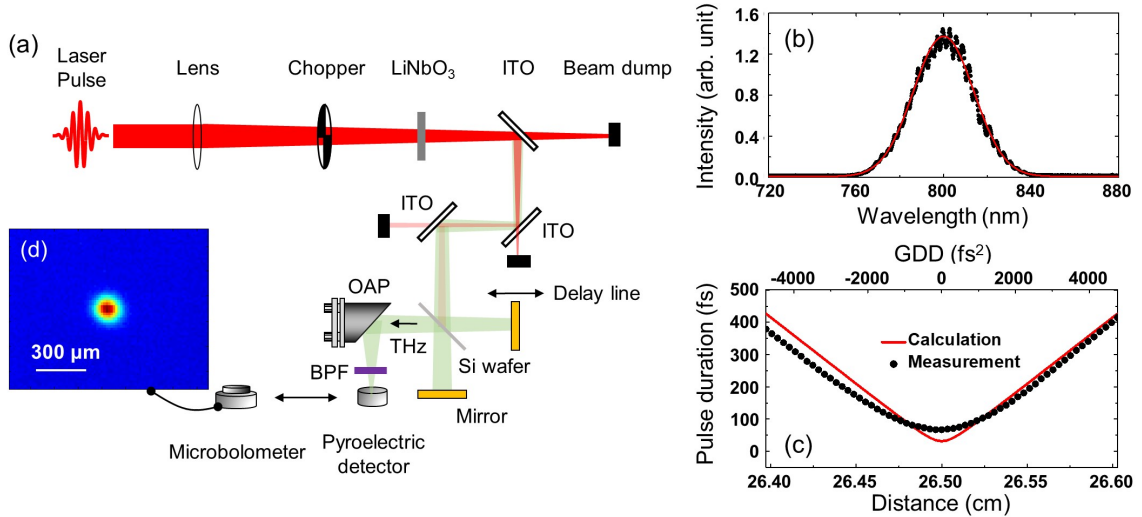 (a)
Laser
Pulse
Lens
Chopper
LiNbO₃
ITO
Beam dump
ITO
ITO
(d)
300 μm
OAP
Delay line
THz
Si wafer
BPF
Mirror
Microbolometer
Pyroelectric
detector
(b)
Intensity (arb. unit)
1.6
1.2
0.8
0.4
0.0
720 760 800 840 880
Wavelength (nm)
GDD (fs²)
-4000 -2000 0 2000 4000
Pulse duration (fs)
500
400
300
200
100
0
Calculation
Measurement
(c)
26.40 26.45 26.50 26.55 26.60
Distance (cm)